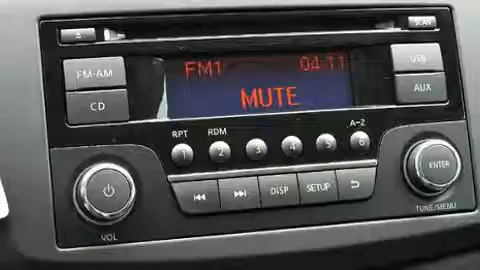 SCAN
FM-AM
CD
FM1 04:11
MUTE
USB
AUX
RPT RDM A-Z
1 2 3 4 5 6
DISP SETUP
ENTER
VOL
TUNE/MENU